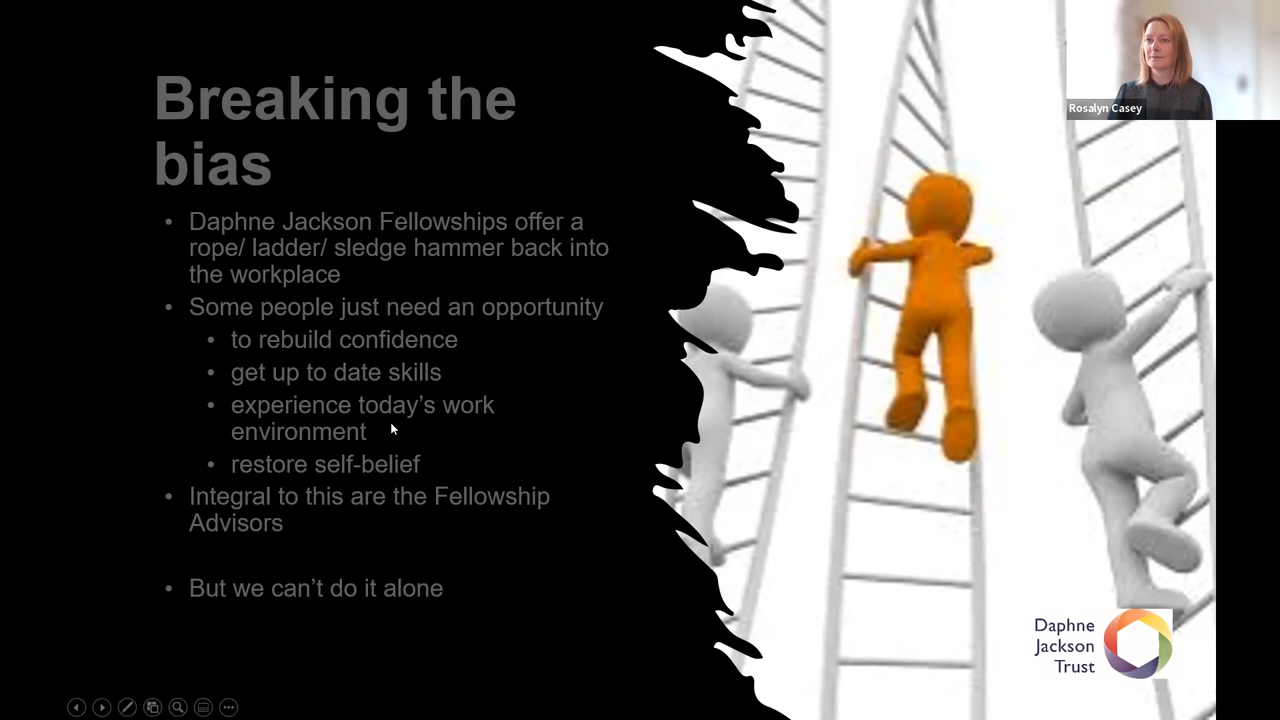 Breaking the
bias
• Daphne Jackson Fellowships offer a
rope/ ladder/ sledge hammer back into
the workplace
• Some people just need an opportunity
• to rebuild confidence
• get up to date skills
• experience today’s work
environment
• restore self-belief
• Integral to this are the Fellowship
Advisors
• But we can’t do it alone
Rosalyn Casey
Daphne
Jackson
Trust